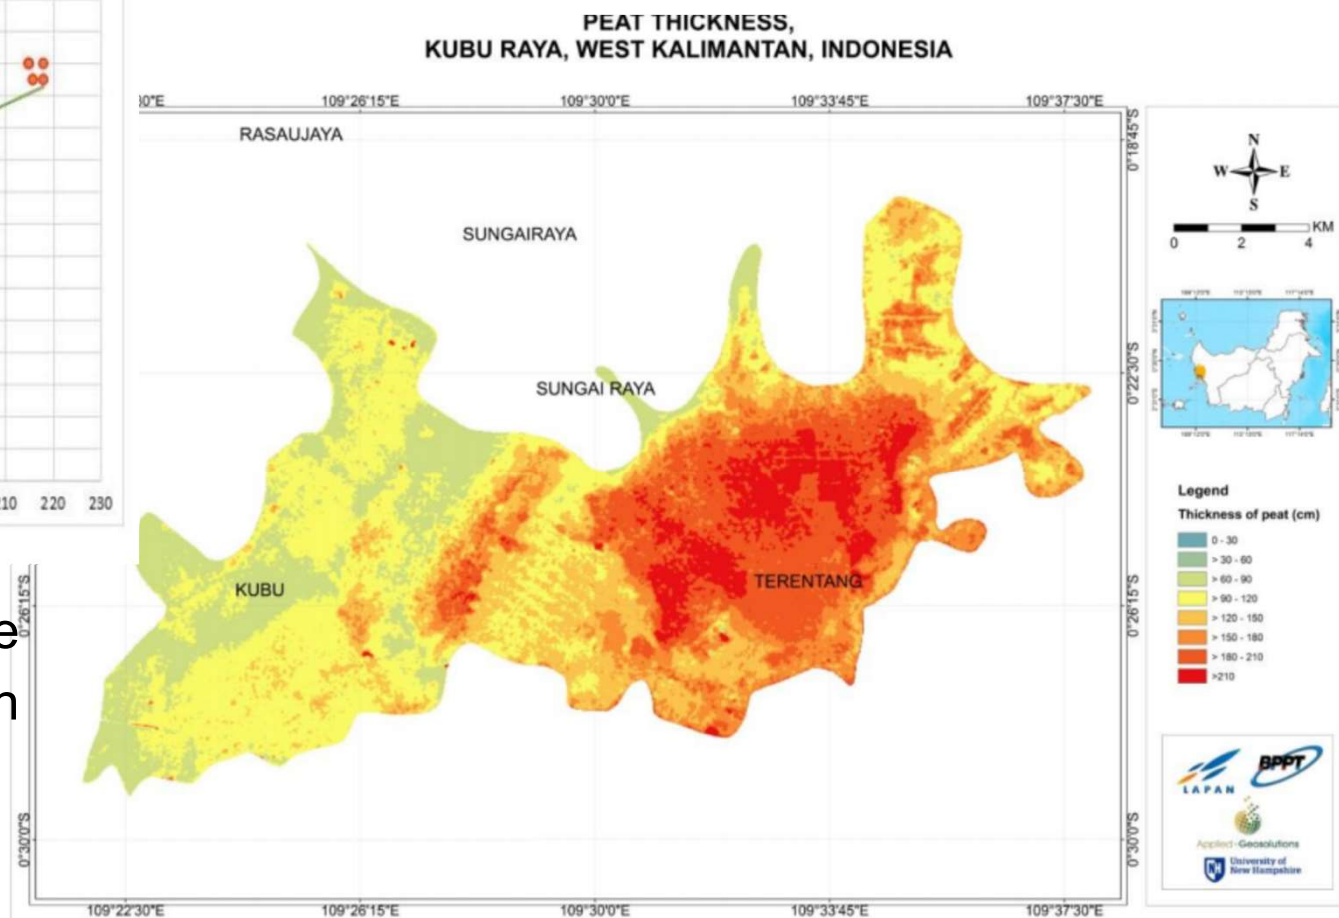 PEAT THICKNESS,
KUBU RAYA, WEST KALIMANTAN, INDONESIA
109°26'15"E
109°30'0"E
109°33'45"E
109°37'30"E
RASAUJAYA
SUNGAIRAYA
SUNGAI RAYA
KUBU
TERENTANG
0°18'45"S
0°22'30"S
0°26'15"S
0°30'0"S
0°26'15"S
0°30'0"S
109°22'30"E
109°26'15"E
109°30'0"E
109°33'45"E
109°37'30"E
220 230
N
W E
S
KM
0 2 4
Legend
Thickness of peat (cm)
0 - 30
> 30 - 60
> 60 - 90
> 90 - 120
> 120 - 150
> 150 - 180
> 180 - 210
>210
LAPAN
BPPT
Applied GeoSolutions
NH
University of
New Hampshire